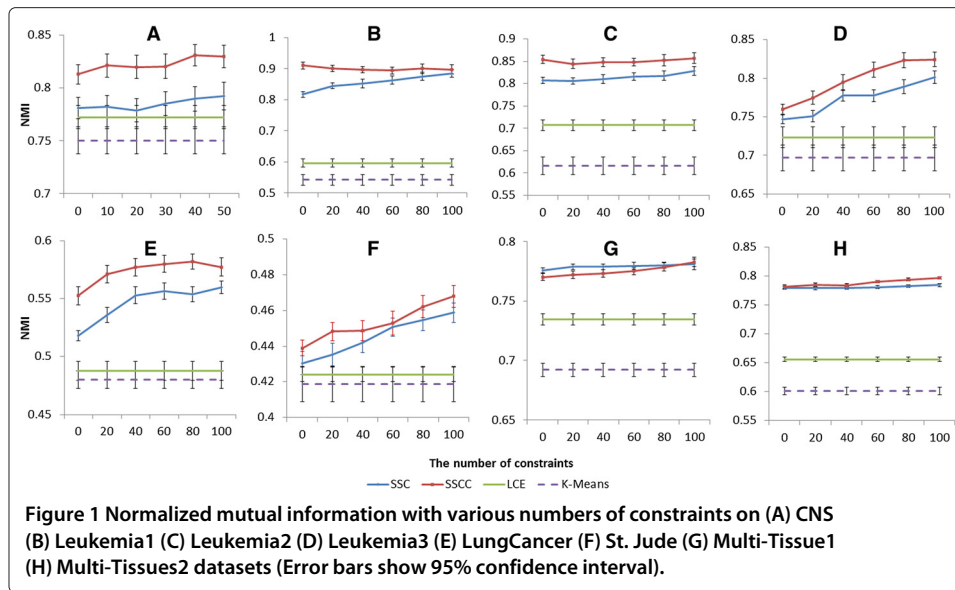 A
B
C
D
NMI
0.85
0.8
0.75
0.7
0 10 20 30 40 50
1
0.9
0.8
0.7
0.6
0.5
0 20 40 60 80 100
0.9
0.85
0.8
0.75
0.7
0.65
0.6
0.55
0 20 40 60 80 100
0.85
0.8
0.75
0.7
0.65
0 20 40 60 80 100
E
F
G
H
NMI
0.6
0.55
0.5
0.45
0 20 40 60 80 100
0.5
0.48
0.46
0.44
0.42
0.4
0 20 40 60 80 100
0.8
0.75
0.7
0.65
0 20 40 60 80 100
0.85
0.8
0.75
0.7
0.65
0.6
0.55
0 20 40 60 80 100
The number of constraints
SSC SSCC LCE K-Means
Figure 1 Normalized mutual information with various numbers of constraints on (A) CNS
(B) Leukemia1 (C) Leukemia2 (D) Leukemia3 (E) LungCancer (F) St. Jude (G) Multi-Tissue1
(H) Multi-Tissues2 datasets (Error bars show 95% confidence interval).